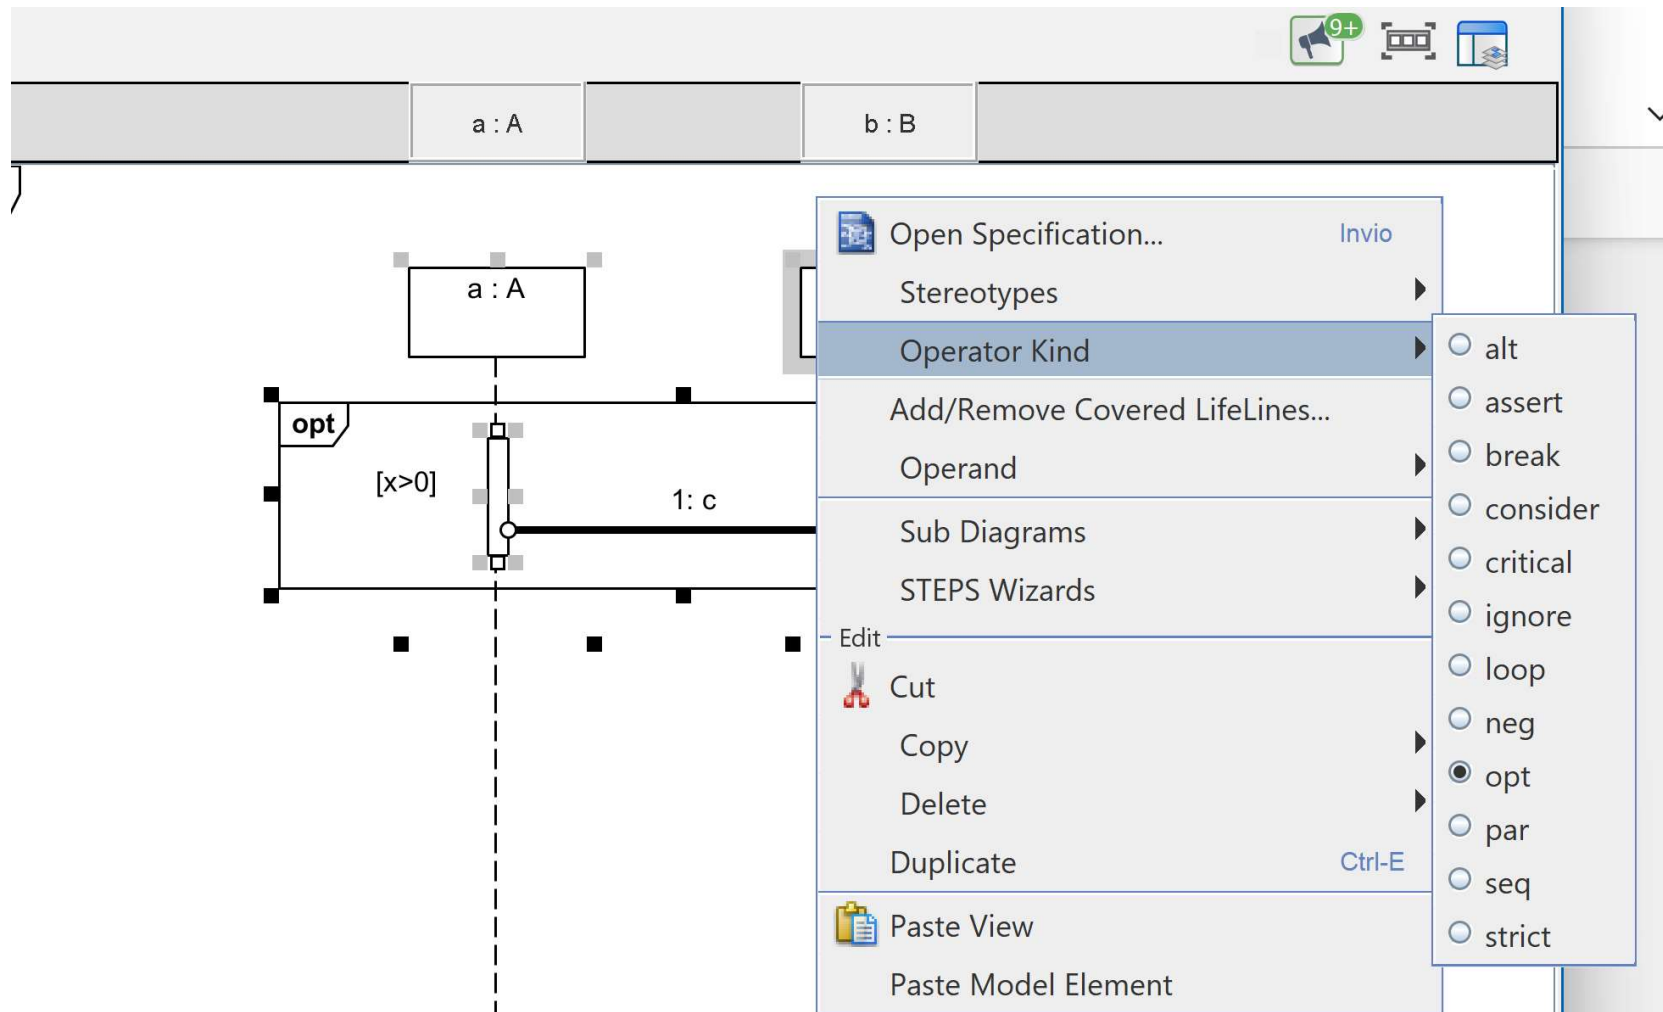 9+
a : A
b : B
Open Specification... Invio
Stereotypes
a : A
Operator Kind
alt
assert
break
consider
critical
ignore
loop
neg
opt
par
seq
strict
Add/Remove Covered LifeLines...
opt
Operand
[x>0]
1: c
Sub Diagrams
STEPS Wizards
Edit
Cut
Copy
Delete
Duplicate Ctrl-E
Paste View
Paste Model Element